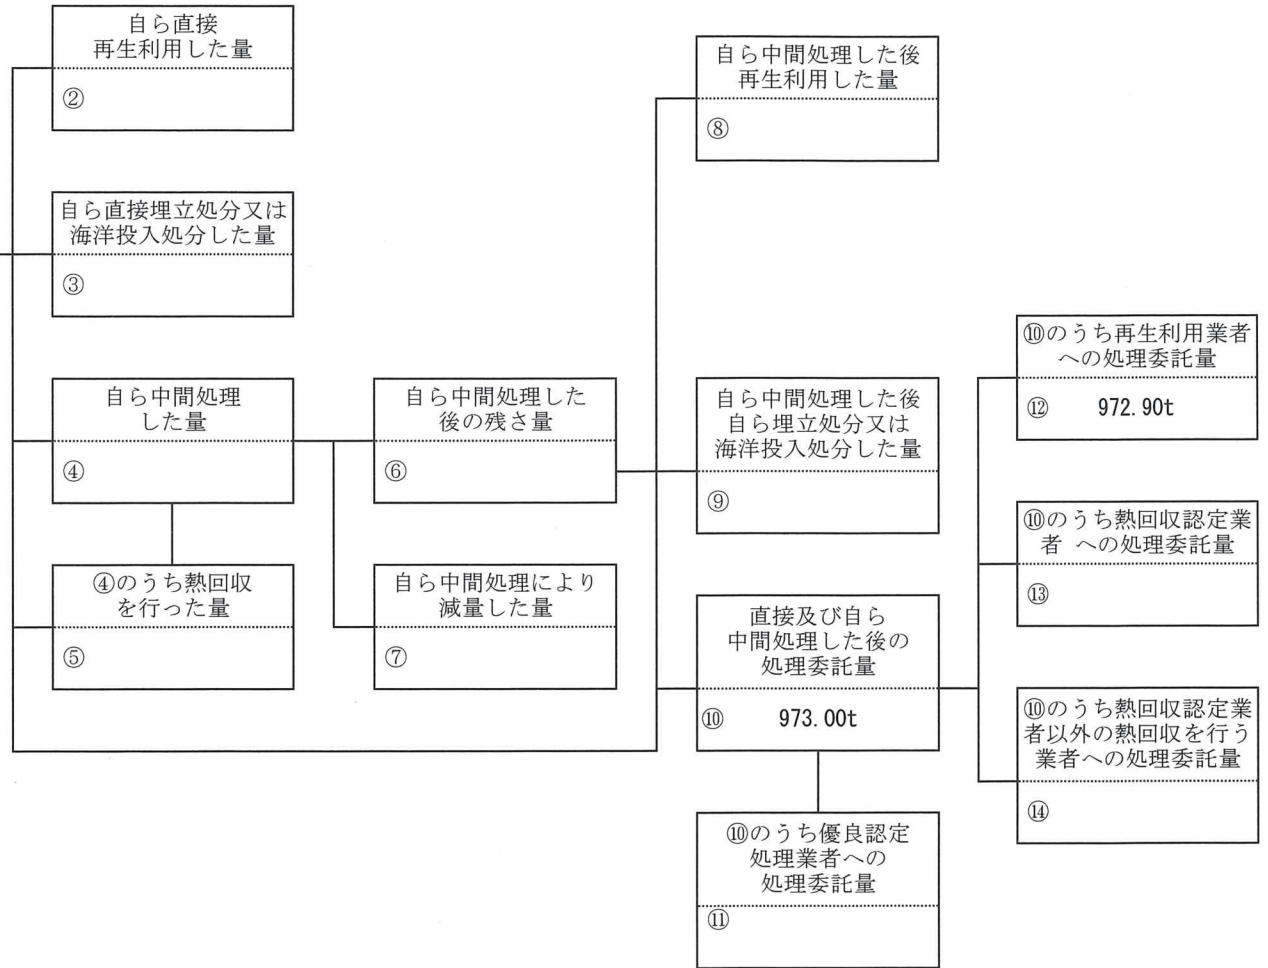 自ら直接
再生利用した量
②
自ら直接埋立処分又は
海洋投入処分した量
③
自ら中間処理
した量
④
④のうち熱回収
を行った量
⑤
自ら中間処理した
後の残さ量
⑥
自ら中間処理により
減量した量
⑦
自ら中間処理した後
再生利用した量
⑧
自ら中間処理した後
自ら埋立処分又は
海洋投入処分した量
⑨
直接及び自ら
中間処理した後の
処理委託量
⑩ 973.00t
⑩のうち優良認定
処理業者への
処理委託量
⑪
⑩のうち再生利用業者
への処理委託量
⑫ 972.90t
⑩のうち熱回収認定業
者 への処理委託量
⑬
⑩のうち熱回収認定業
者以外の熱回収を行う
業者への処理委託量
⑭